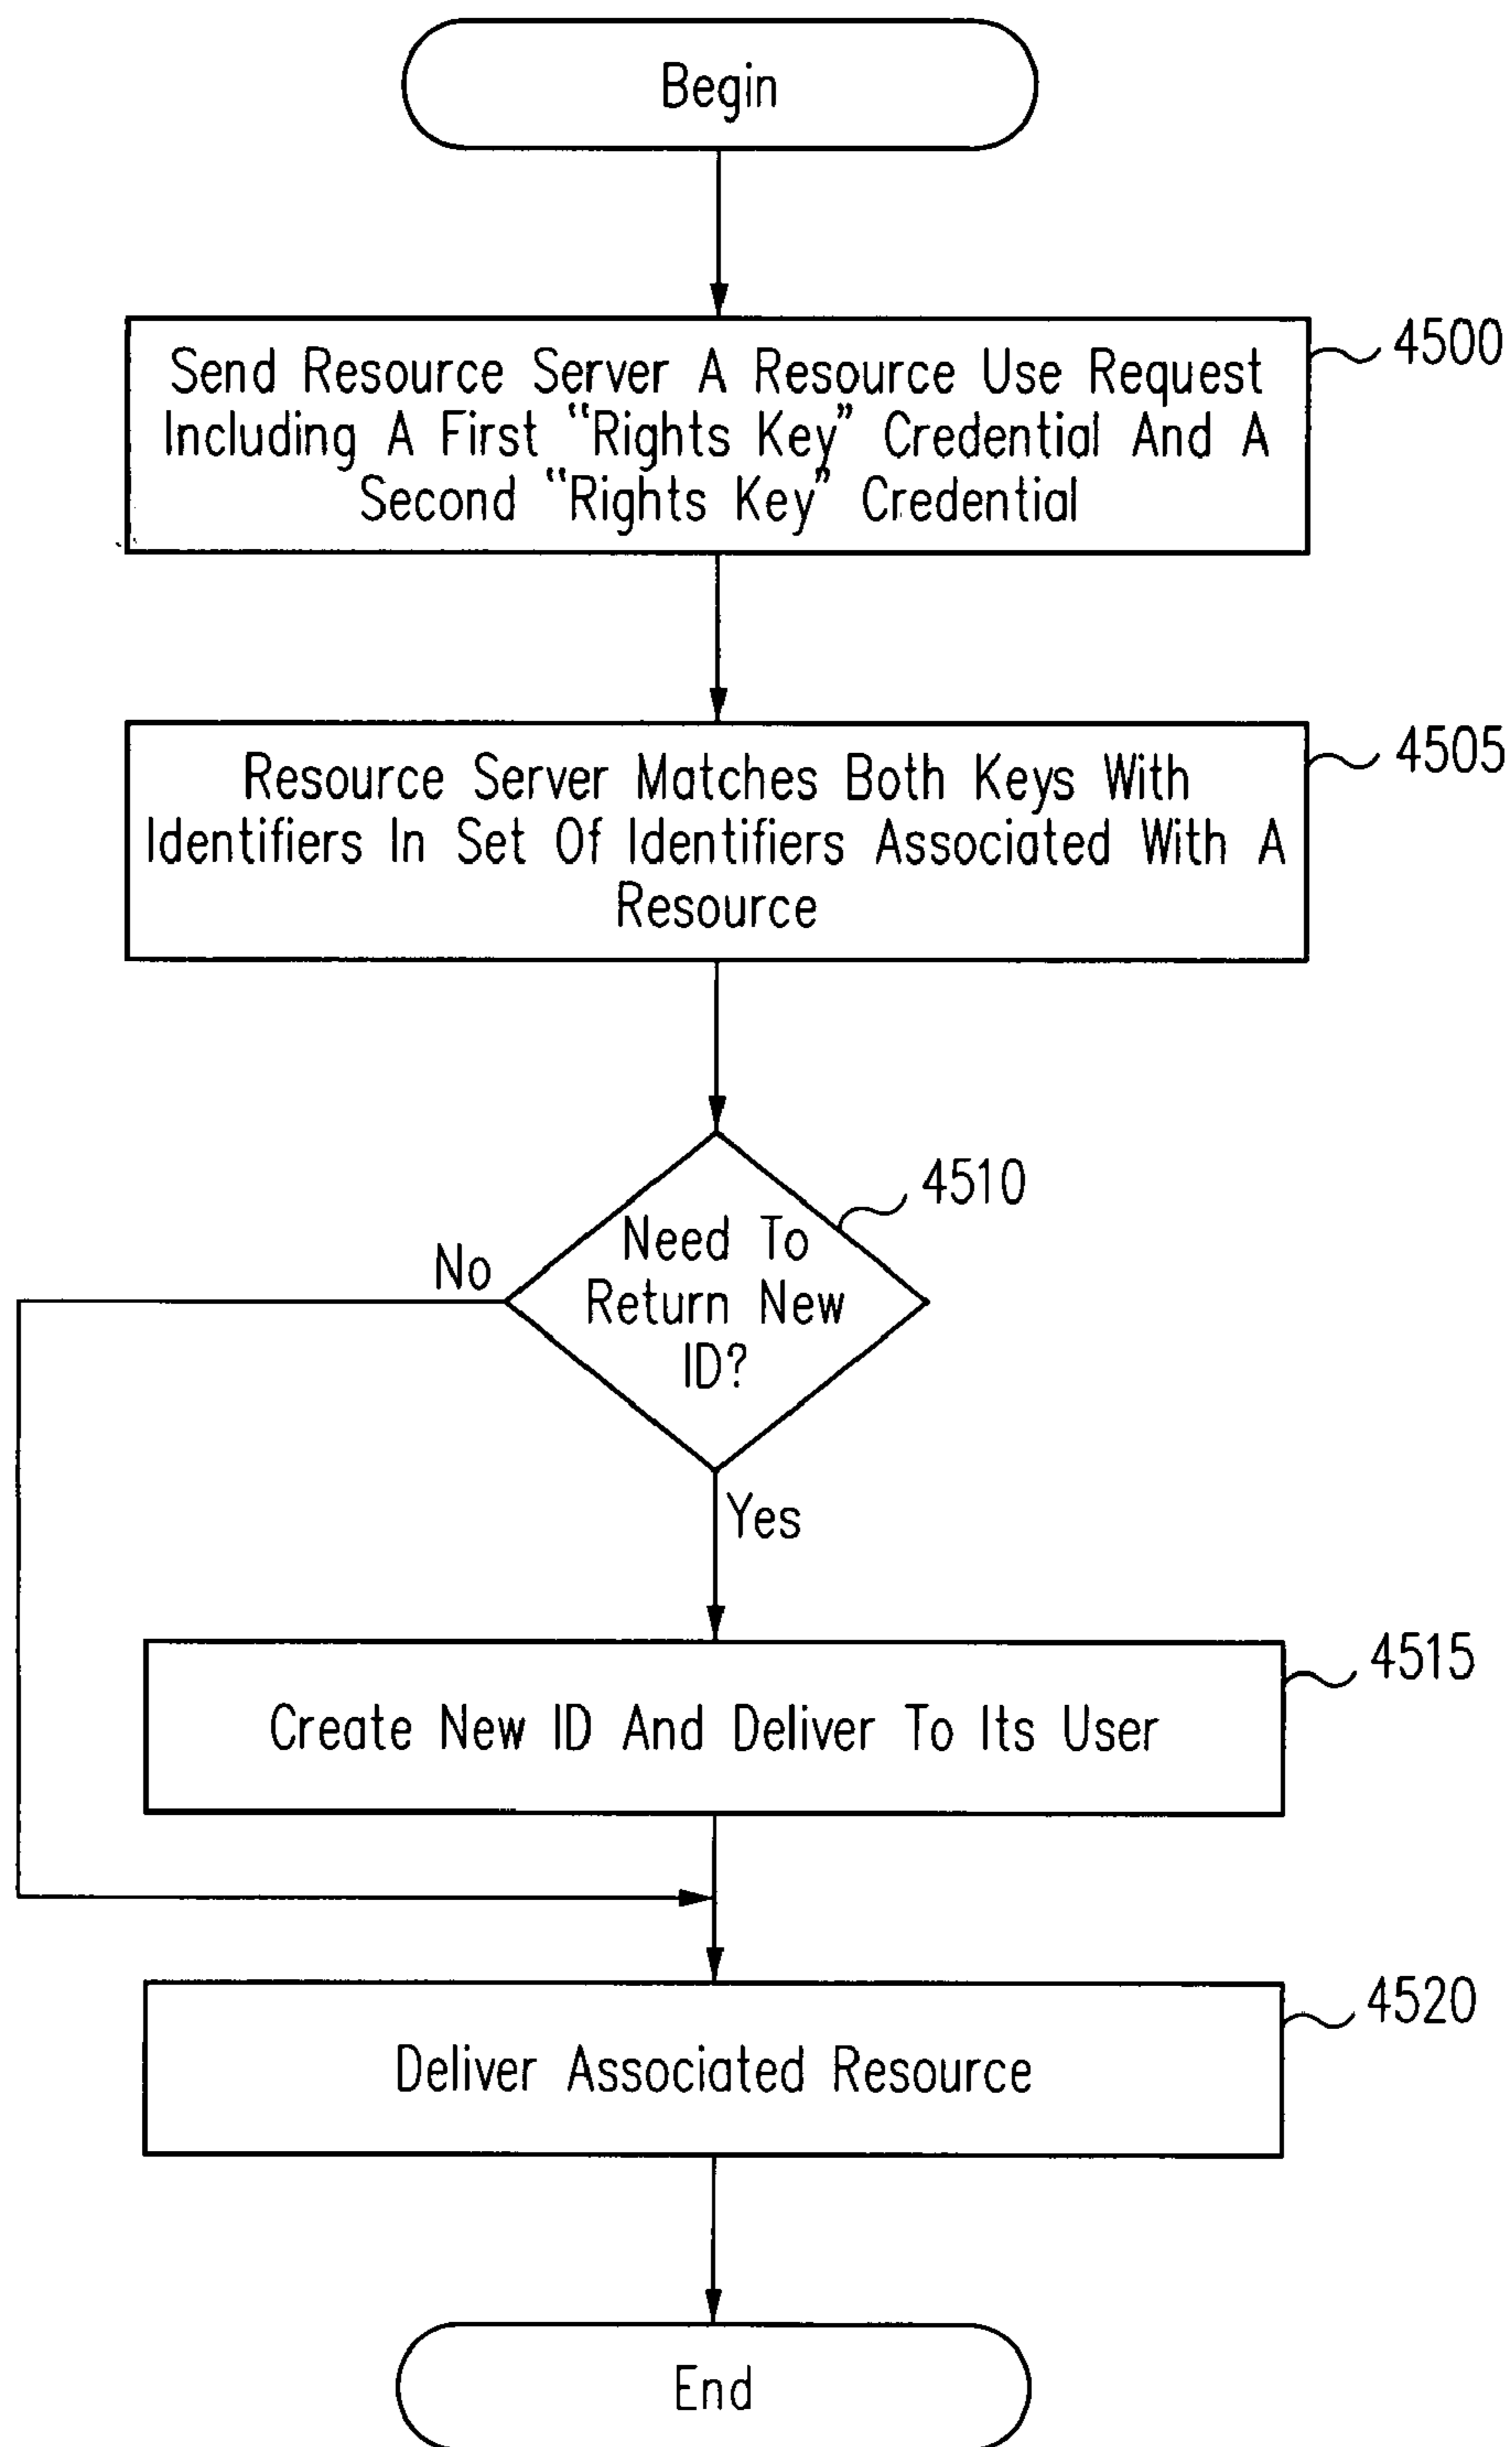 Begin
Send Resource Server A Resource Use Request
Including A First “Rights Key” Credential And A
Second “Rights Key” Credential
4500
Resource Server Matches Both Keys With
Identifiers In Set Of Identifiers Associated With A
Resource
4505
4510
Need To
Return New
ID?
No
Yes
Create New ID And Deliver To Its User
4515
Deliver Associated Resource
4520
End